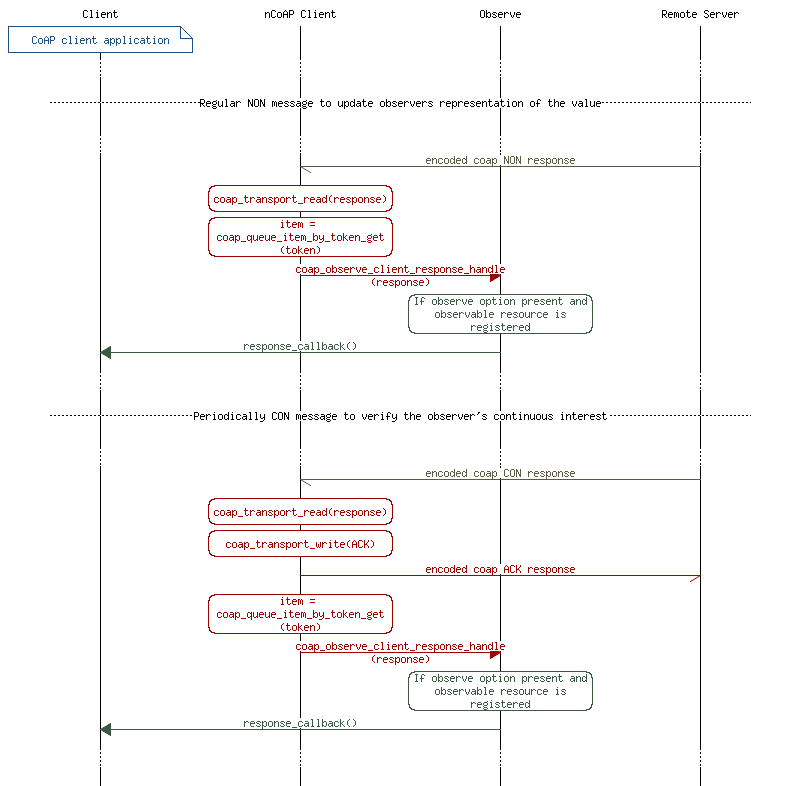 Client nCoAP Client Observe Remote Server
CoAP client application
Regular NON message to update observers representation of the value
encoded coap NON response
coap_transport_read(response)
item =
coap_queue_item_by_token_get
(token)
coap_observe_client_response_handle
(response)
If observe option present and
observable resource is
registered
response_callback()
Periodically CON message to verify the observer's continuous interest
encoded coap CON response
coap_transport_read(response)
coap_transport_write(ACK)
encoded coap ACK response
item =
coap_queue_item_by_token_get
(token)
coap_observe_client_response_handle
(response)
If observe option present and
observable resource is
registered
response_callback()